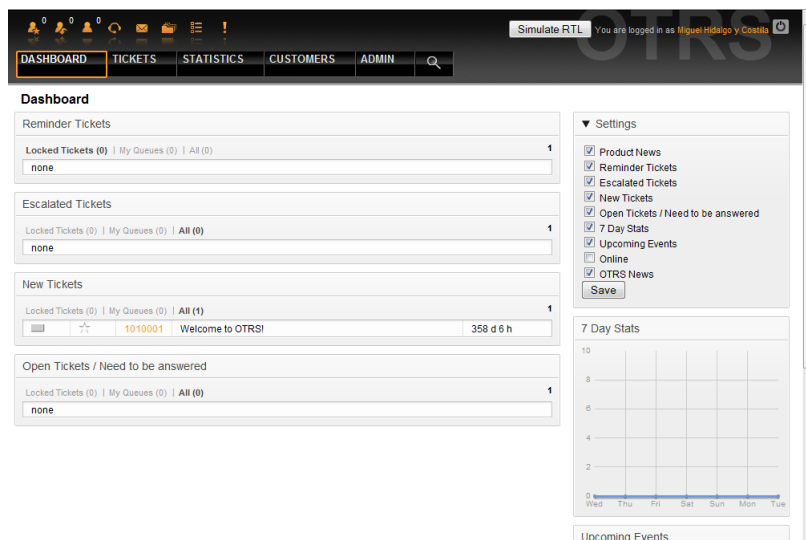 0 0 0
OTRS
Simulate RTL You are logged in as Miguel Hidalgo y Costilla
DASHBOARD TICKETS STATISTICS CUSTOMERS ADMIN
Dashboard
Reminder Tickets
Locked Tickets (0) | My Queues (0) | All (0) 1
none
Escalated Tickets
Locked Tickets (0) | My Queues (0) | All (0) 1
none
New Tickets
Locked Tickets (0) | My Queues (0) | All (1) 1
1010001 Welcome to OTRS! 358 d 6 h
Open Tickets / Need to be answered
Locked Tickets (0) | My Queues (0) | All (0) 1
none
▼ Settings
Product News
Reminder Tickets
Escalated Tickets
New Tickets
Open Tickets / Need to be answered
7 Day Stats
Upcoming Events
Online
OTRS News
Save
7 Day Stats
10
8
6
4
2
0
Wed Thu Fri Sat Sun Mon Tue
Upcoming Events